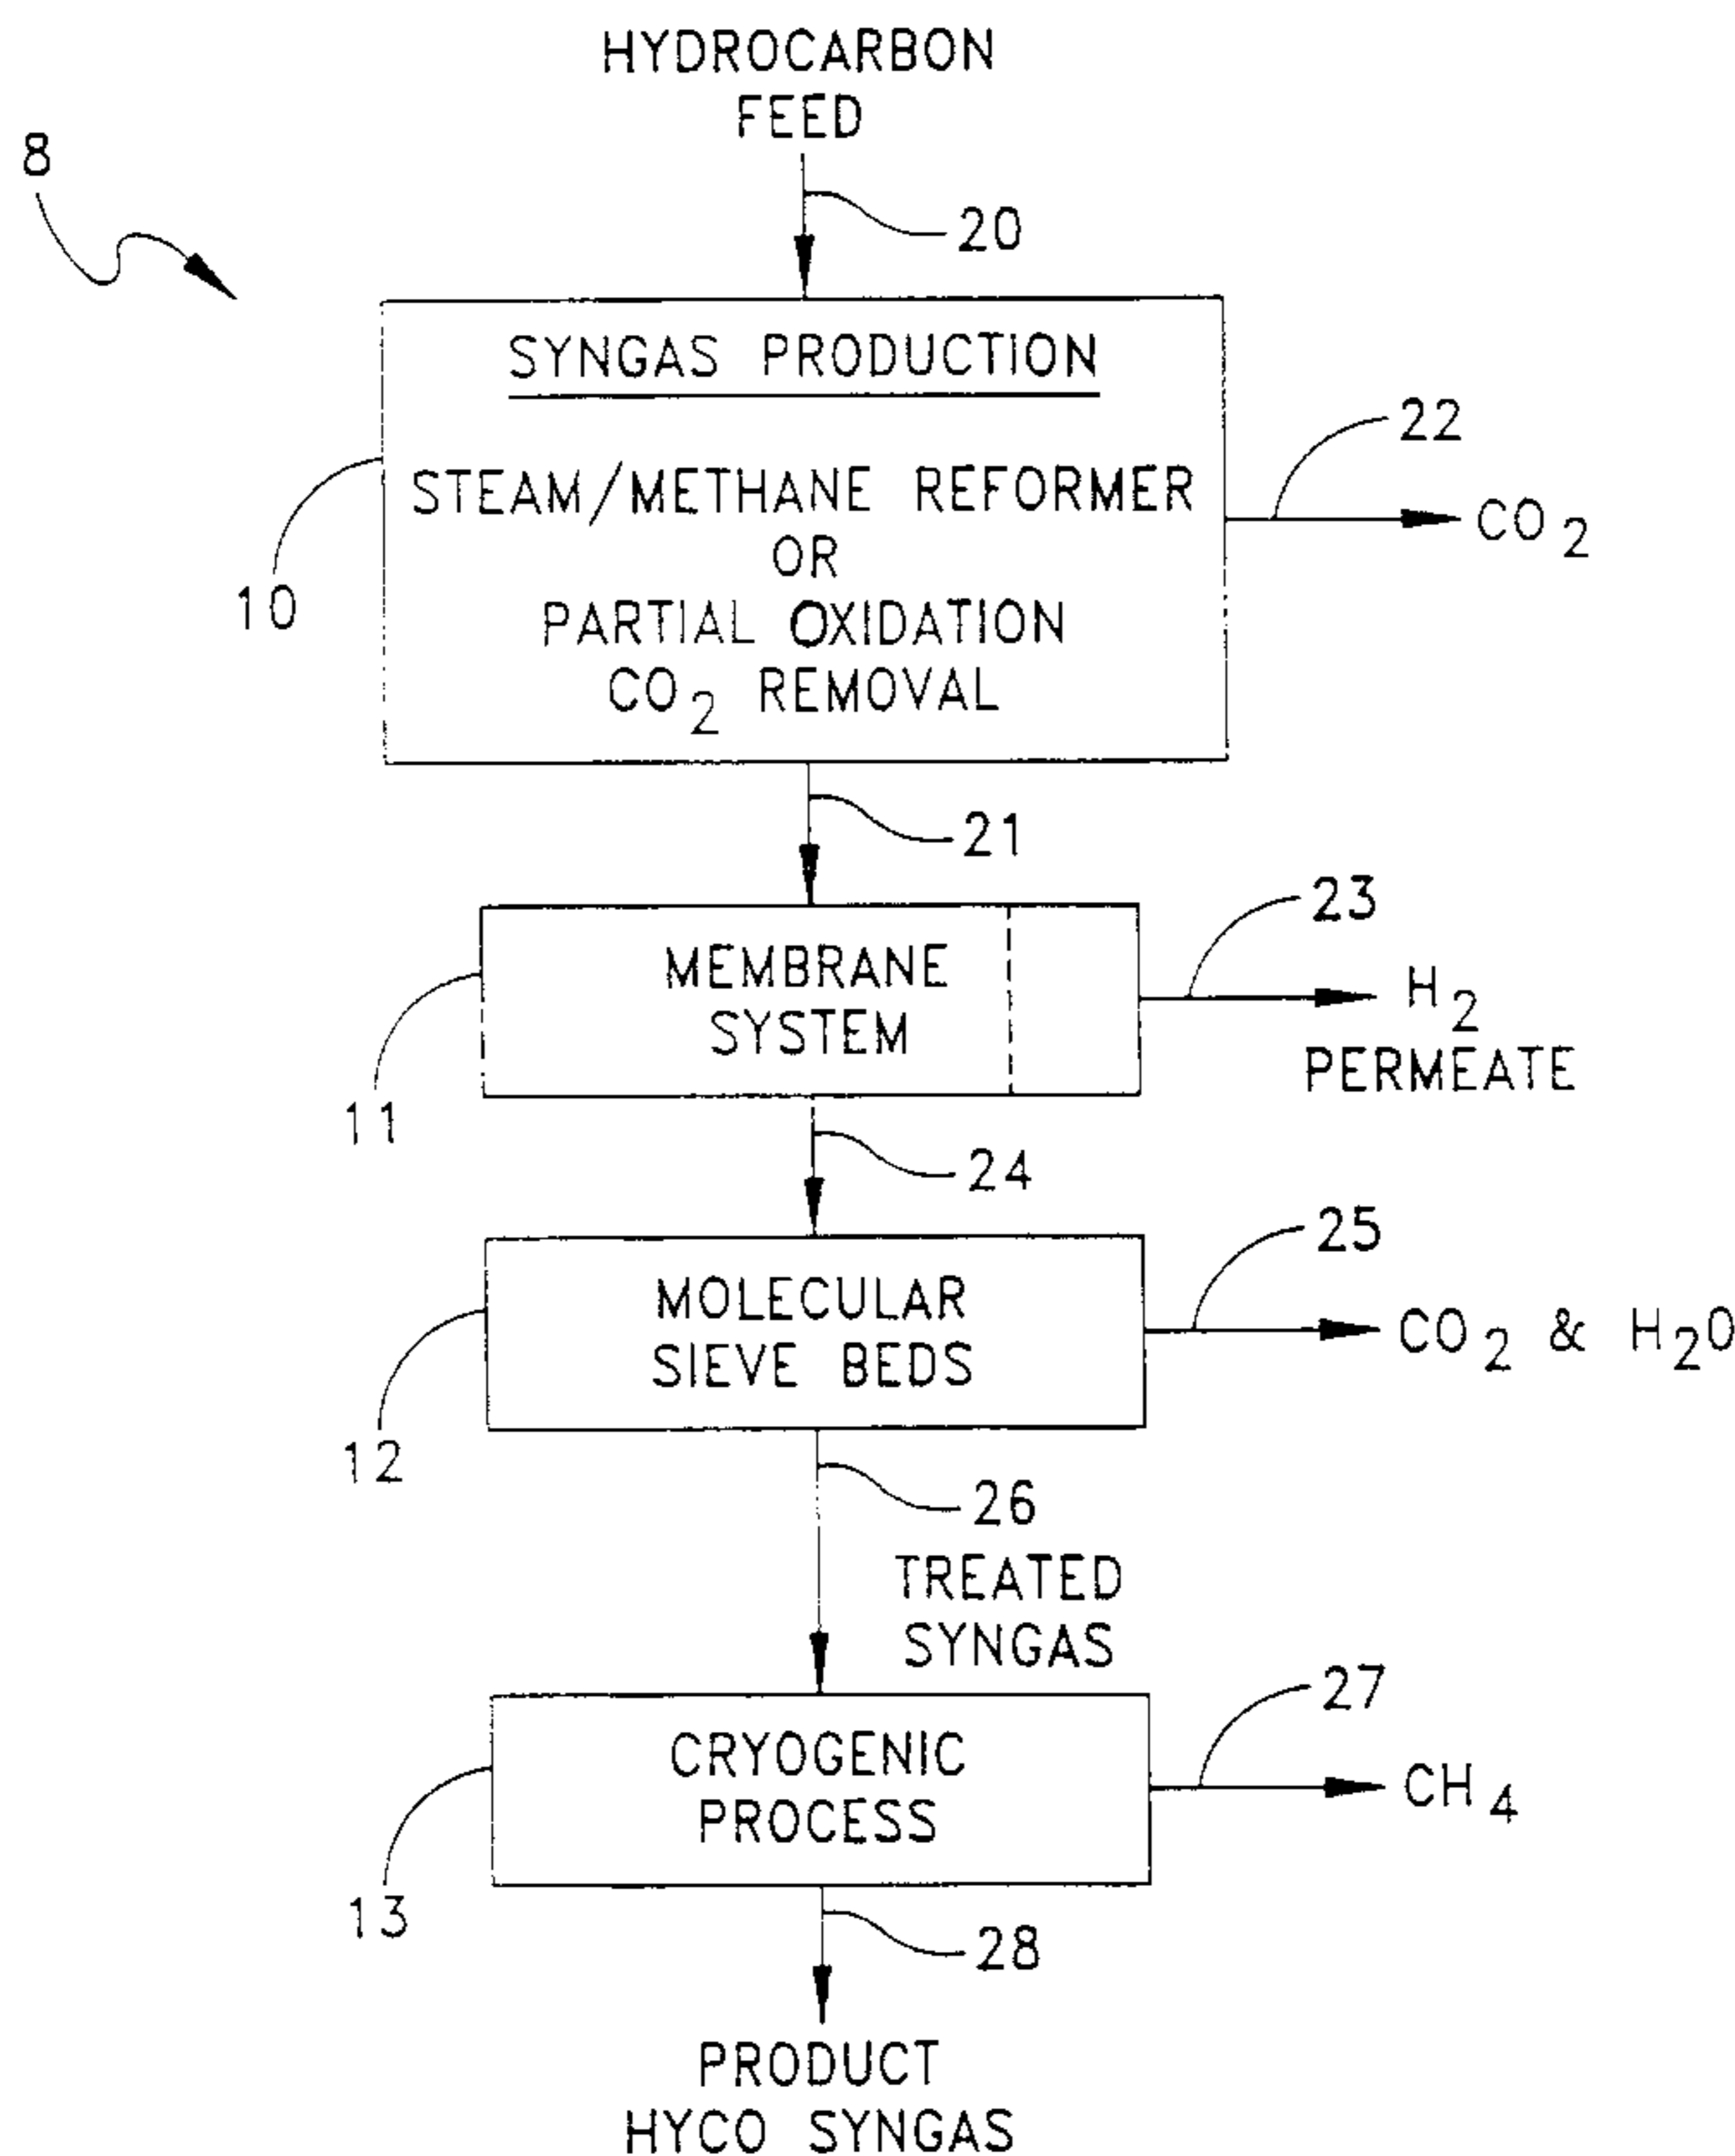 HYDROCARBON
FEED
8
20
SYNGAS PRODUCTION
22
STEAM/METHANE REFORMER
CO2
OR
10
PARTIAL OXIDATION
CO2 REMOVAL
21
23
MEMBRANE
H2
SYSTEM
PERMEATE
11
24
25
MOLECULAR
CO2 & H2O
SIEVE BEDS
12
26
TREATED
SYNGAS
27
CRYOGENIC
CH4
PROCESS
13
28
PRODUCT
HYCO SYNGAS